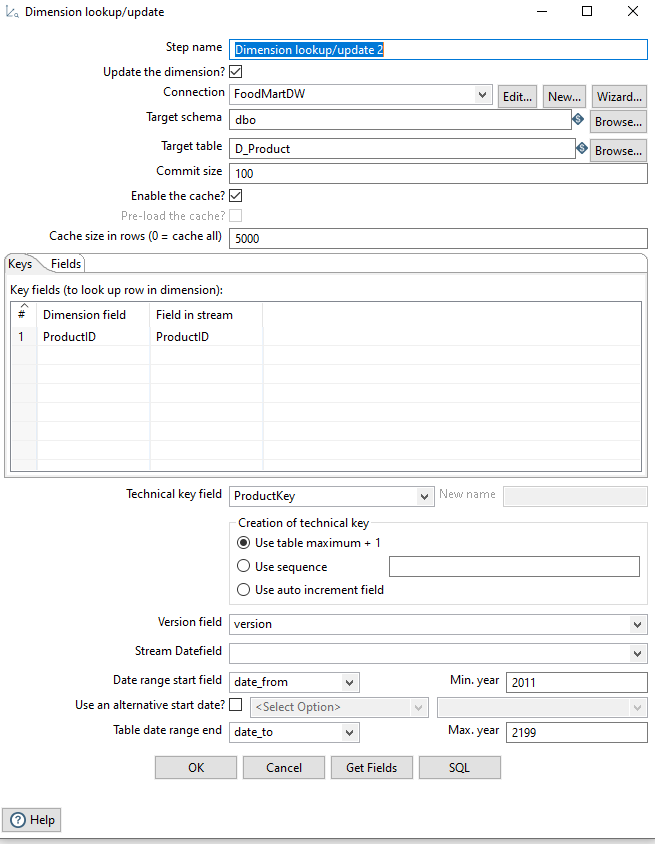 Dimension lookup/update
Step name Dimension lookup/update 2
Update the dimension?
Connection FoodMartDW Edit... New... Wizard...
Target schema dbo Browse...
Target table D_Product Browse...
Commit size 100
Enable the cache?
Pre-load the cache?
Cache size in rows (0 = cache all) 5000
Keys Fields
Key fields (to look up row in dimension):
# Dimension field Field in stream
1 ProductID ProductID
Technical key field ProductKey New name
Creation of technical key
Use table maximum + 1
Use sequence
Use auto increment field
Version field version
Stream Datefield
Date range start field date_from Min. year 2011
Use an alternative start date? <Select Option>
Table date range end date_to Max. year 2199
OK Cancel Get Fields SQL
? Help